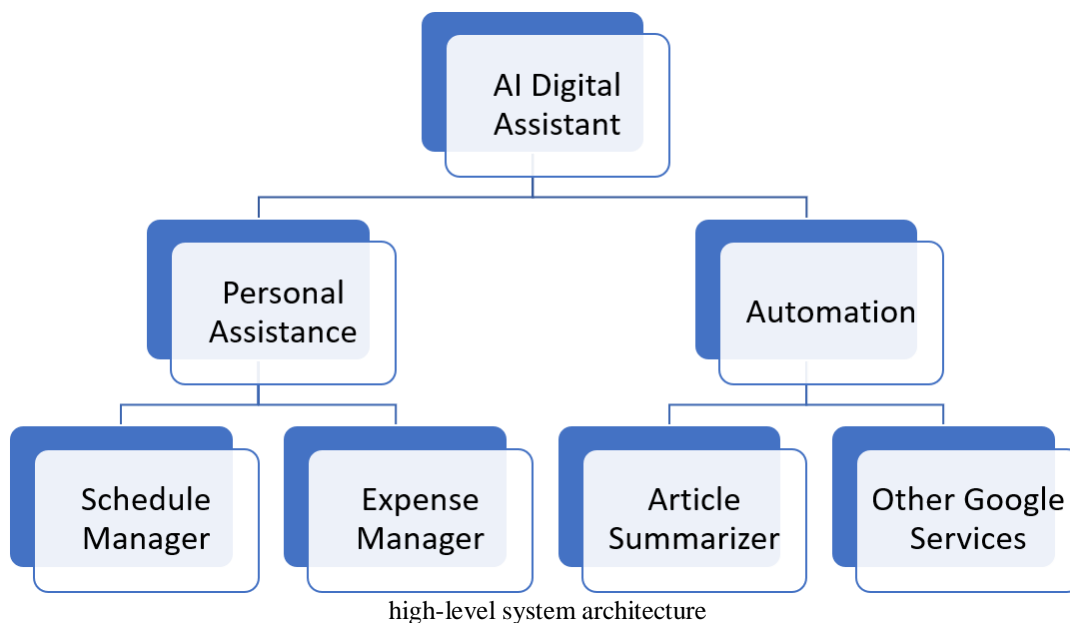 AI Digital
Assistant
Personal
Assistance
Automation
Schedule
Manager
Expense
Manager
Article
Summarizer
Other Google
Services
high-level system architecture